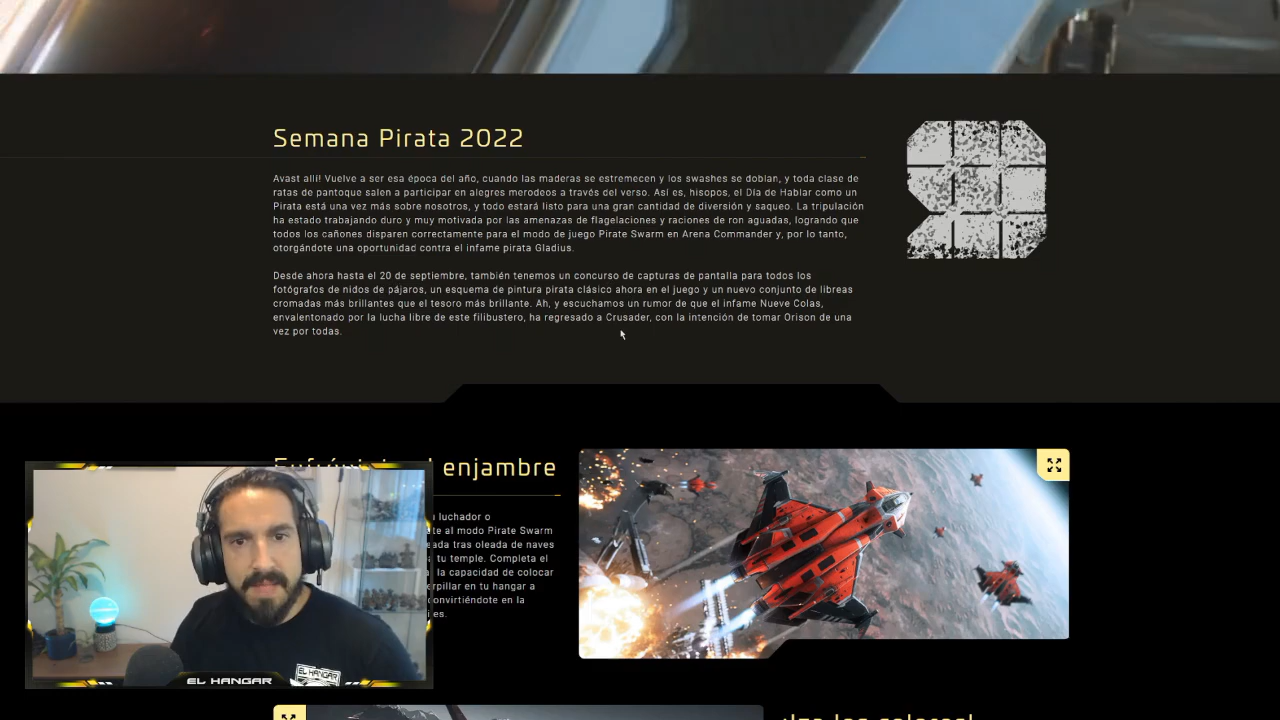 Semana Pirata 2022
Avast allí! Vuelve a ser esa época del año, cuando las maderas se estremecen y los swashes se doblan, y toda clase de
ratas de pantoque salen a participar en alegres merodeos a través del verso. Así es, hisopos, el Día de Hablar como un
Pirata está una vez más sobre nosotros, y todo estará listo para una gran cantidad de diversión y saqueo. La tripulación
ha estado trabajando duro y muy motivada por las amenazas de flagelaciones y raciones de ron aguadas, logrando que
todos los cañones disparen correctamente para el modo de juego Pirate Swarm en Arena Commander y, por lo tanto,
otorgándote una oportunidad contra el infame pirata Gladius.
Desde ahora hasta el 20 de septiembre, también tenemos un concurso de capturas de pantalla para todos los
fotógrafos de nidos de pájaros, un esquema de pintura pirata clásico ahora en el juego y un nuevo conjunto de libreas
cromadas más brillantes que el tesoro más brillante. Ah, y escuchamos un rumor de que el infame Nueve Colas,
envalentonado por la lucha libre de este filibustero, ha regresado a Crusader, con la intención de tomar Orison de una
vez por todas.
enjambre
luchador o
al modo Pirate Swarm
tras oleada de naves
tu temple. Completa el
la capacidad de colocar
en tu hangar a
convirtiéndote en la
EL HANGAR
EL HANGAR